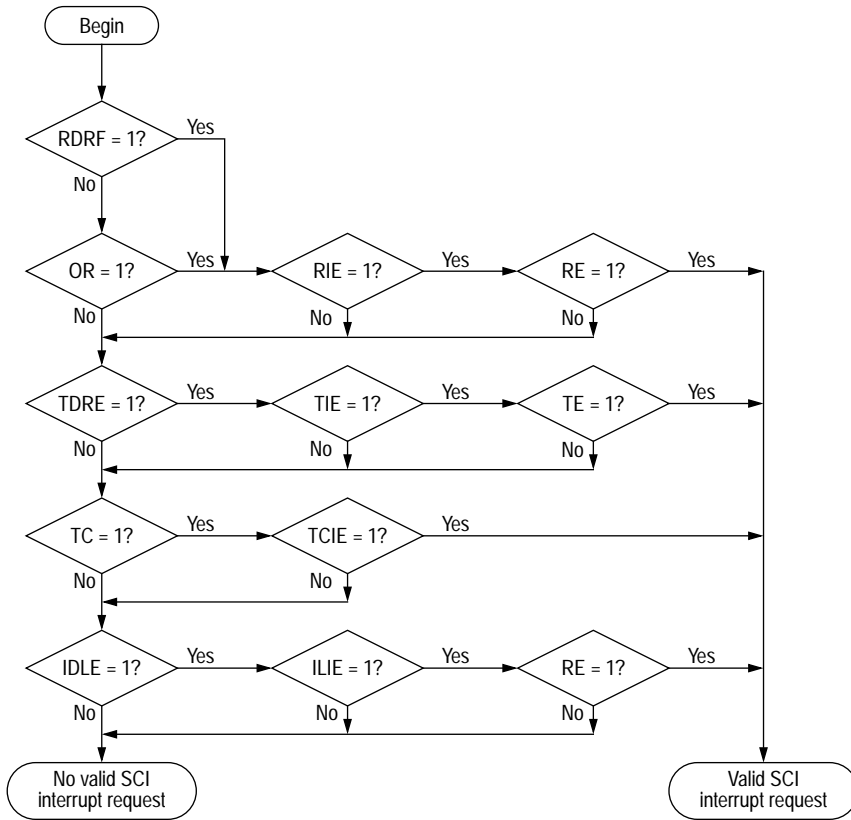 Begin
RDRF = 1?
Yes
No
OR = 1?
Yes
RIE = 1?
Yes
RE = 1?
Yes
No
No
No
TDRE = 1?
Yes
TIE = 1?
Yes
TE = 1?
Yes
No
No
No
TC = 1?
Yes
TCIE = 1?
Yes
No
No
IDLE = 1?
Yes
ILIE = 1?
Yes
RE = 1?
Yes
No
No
No
No valid SCI
interrupt request
Valid SCI
interrupt request